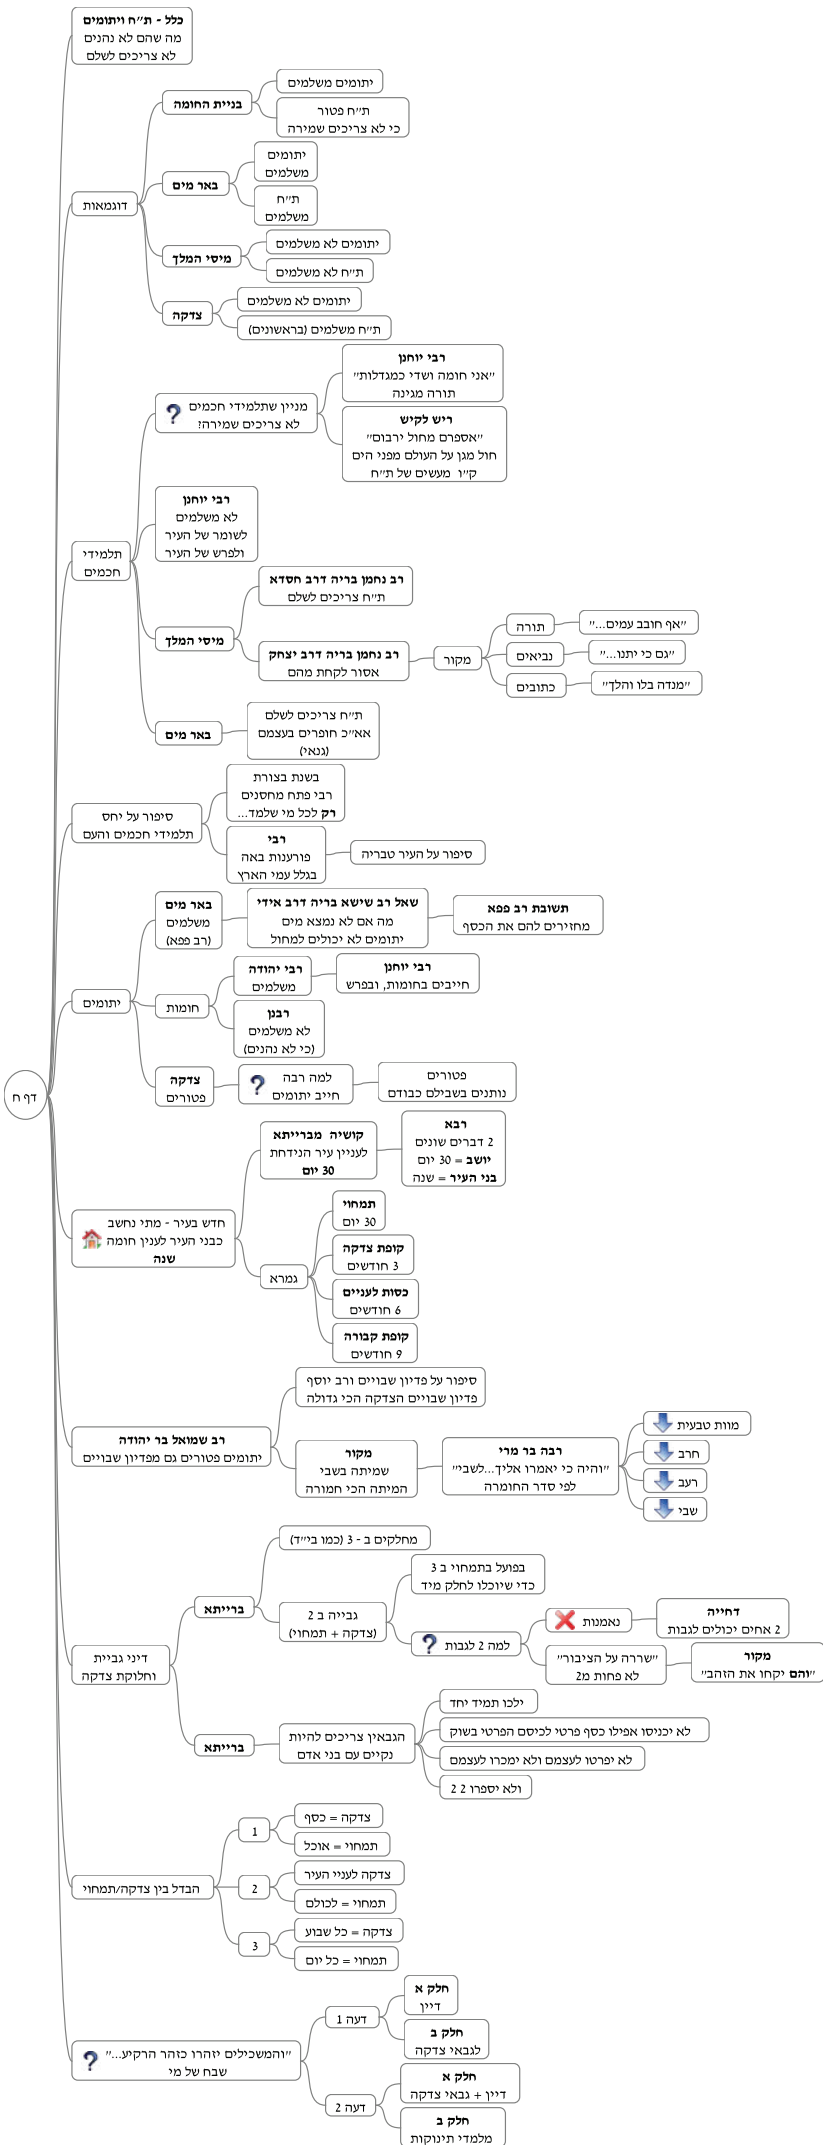 דף ח
כלל - ת״ח ויתומים
מה שהם לא נהנים
לא צריכים לשלם
דוגמאות
בניית החומה
יתומים משלמים
ת״ח פטור
כי לא צריכים שמירה
באר מים
יתומים
משלמים
ת״ח
משלמים
מיסי המלך
יתומים לא משלמים
ת״ח לא משלמים
צדקה
יתומים לא משלמים
ת״ח משלמים (בראשונים)
תלמידי
חכמים
מניין שתלמידי חכמים
לא צריכים שמירה?
רבי יוחנן
״אני חומה ושדי כמגדלות״
תורה מגינה
ריש לקיש
״אספרם מחול ירבום״
חול מגן על העולם מפני הים
ק״ו מעשים של ת״ח
רבי יוחנן
לא משלמים
לשומר של העיר
ולפרש של העיר
מיסי המלך
רב נחמן בריה דרב חסדא
ת״ח צריכים לשלם
רב נחמן בריה דרב יצחק
אסור לקחת מהם
מקור
תורה
״אף חובב עמים...״
נביאים
״גם כי יתנו...״
כתובים
״מנדה בלו והלך״
באר מים
ת״ח צריכים לשלם
אא״כ חופרים בעצמם
(גנאי)
סיפור על יחס
תלמידי חכמים והעם
בשנת בצורת
רבי פתח מחסנים
רק לכל מי שלמד...
רבי
פורענות באה
בגלל עמי הארץ
סיפור על העיר טבריה
יתומים
באר מים
משלמים
(רב פפא)
שאל רב שישא בריה דרב אידי
מה אם לא נמצא מים
יתומים לא יכולים למחול
תשובת רב פפא
מחזירים להם את הכסף
חומות
רבי יהודה
משלמים
רבי יוחנן
חייבים בחומות, ובפרש
רבנן
לא משלמים
(כי לא נהנים)
צדקה
פטורים
למה רבה
חייב יתומים
פטורים
נותנים בשבילם כבודם
חדש בעיר - מתי נחשב
כבני העיר לענין חומה
שנה
קושיה מברייתא
לעניין עיר הנידחת
30 יום
רבא
2 דברים שונים
יושב = 30 יום
בני העיר = שנה
גמרא
תמחוי
30 יום
קופת צדקה
3 חודשים
כסות לעניים
6 חודשים
קופת קבורה
9 חודשים
רב שמואל בר יהודה
יתומים פטורים גם מפדיון שבויים
סיפור על פדיון שבויים ורב יוסף
פדיון שבויים הצדקה הכי גדולה
מקור
שמיתה בשבי
המיתה הכי חמורה
רבה בר מרי
״והיה כי יאמרו אליך...לשבי״
לפי סדר החומרה
מוות טבעית
חרב
רעב
שבי
דיני גביית
וחלוקת צדקה
ברייתא
מחלקים ב - 3 (כמו בי״ד)
גבייה ב 2
(צדקה + תמחוי)
בפועל בתמחוי ב 3
כדי שיוכלו לחלק מיד
למה 2 לגבות
נאמנות
דחייה
2 אחים יכולים לגבות
״שררה על הציבור״
לא פחות מ2
מקור
״והם יקחו את הזהב״
ברייתא
הגבאין צריכים להיות
נקיים עם בני אדם
ילכו תמיד יחד
לא יכניסו אפילו כסף פרטי לכיסם הפרטי בשוק
לא יפרטו לעצמם ולא ימכרו לעצמם
ולא יספרו 2 2
הבדל בין צדקה/תמחוי
1
צדקה = כסף
תמחוי = אוכל
2
צדקה לעניי העיר
תמחוי = לכולם
3
צדקה = כל שבוע
תמחוי = כל יום
״והמשכילים יזהרו כזהר הרקיע...״
שבח של מי
דעה 1
חלק א
דיין
חלק ב
לגבאי צדקה
דעה 2
חלק א
דיין + גבאי צדקה
חלק ב
מלמדי תינוקות